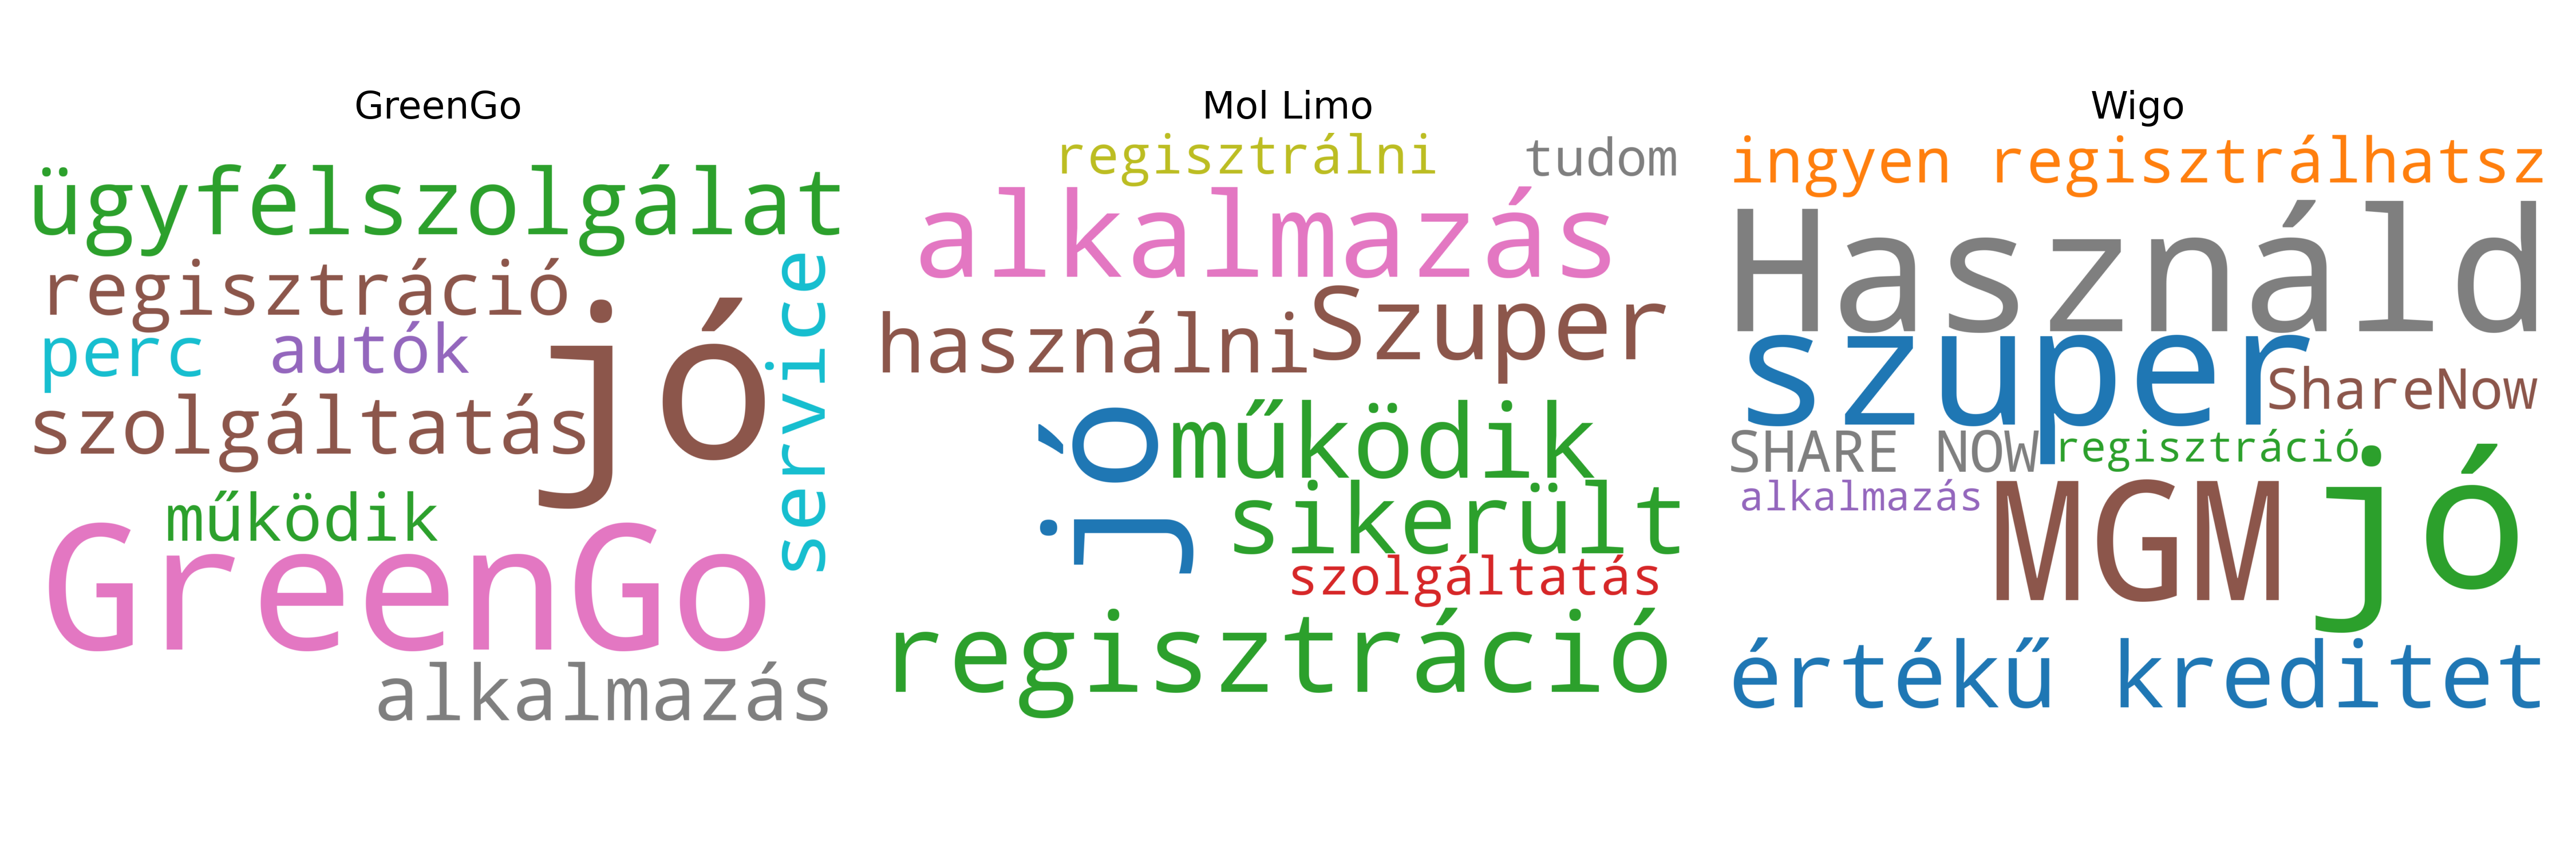 GreenGo
ügyfélszolgálat
regisztráció
perc autók
jó
service
szolgáltatás
működik
GreenGo
alkalmazás
Mol Limo
regisztrálni tudom
alkalmazás
használni Szuper
jó
működik
sikerült
szolgáltatás
regisztráció
Wigo
ingyen regisztrálhatsz
Használd
szuper
ShareNow
SHARE NOW regisztráció
alkalmazás
MGM
jó
értékű kreditet